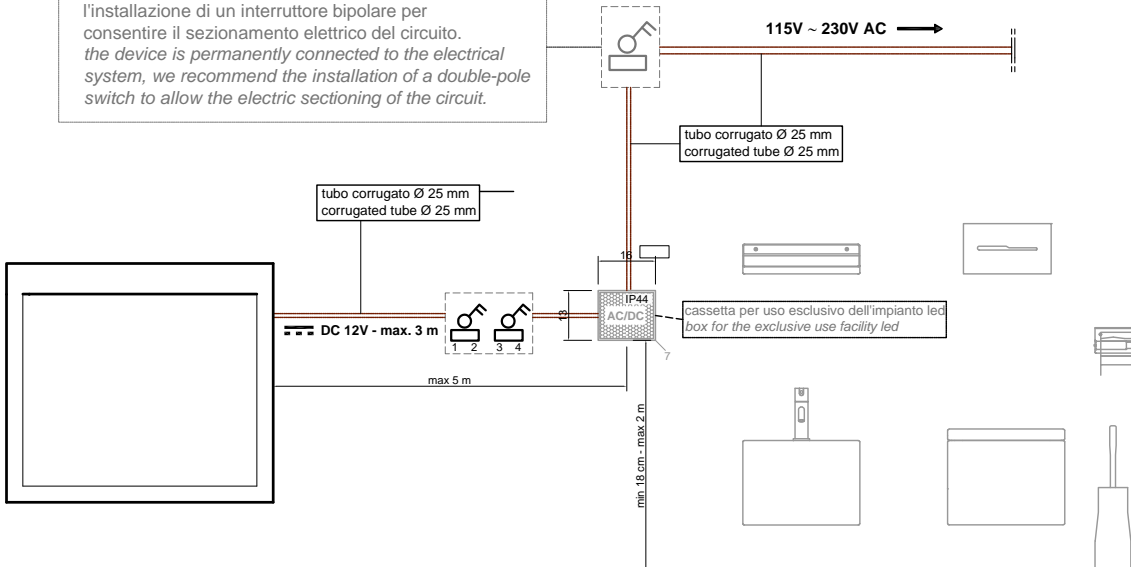 l'installazione di un interruttore bipolare per
consentire il sezionamento elettrico del circuito.
the device is permanently connected to the electrical
system, we recommend the installation of a double-pole
switch to allow the electric sectioning of the circuit.
115V ~ 230V AC
tubo corrugato Ø 25 mm
corrugated tube Ø 25 mm
tubo corrugato Ø 25 mm
corrugated tube Ø 25 mm
16
13
IP44
AC/DC
7
cassetta per uso esclusivo dell'impianto led
box for the exclusive use facility led
DC 12V - max. 3 m
1 2 3 4
max 5 m
min 18 cm - max 2 m